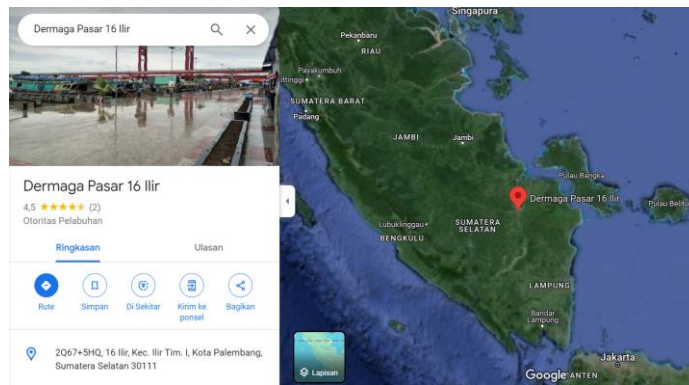 Dermaga Pasar 16 Ilir
Dermaga Pasar 16 Ilir
4,5 (2)
Otoritas Pelabuhan
Ringkasan
Ulasan
Rute
Simpan
Di Sekitar
Kirim ke
ponsel
Bagikan
2Q67+5HQ, 16 Ilir, Kec. Ilir Tim. I, Kota Palembang,
Sumatera Selatan 30111
Singapura
Pekanbaru
RIAU
Payakumbuh
SUMATERA BARAT
Padang
JAMBI
Jambi
Pulau Bangka
Dermaga Pasar 16 Ilir
Lubuklinggau
SUMATERA
SELATAN
BENGKULU
LAMPUNG
Bandar
Lampung
Jakarta
Lapisan
Google